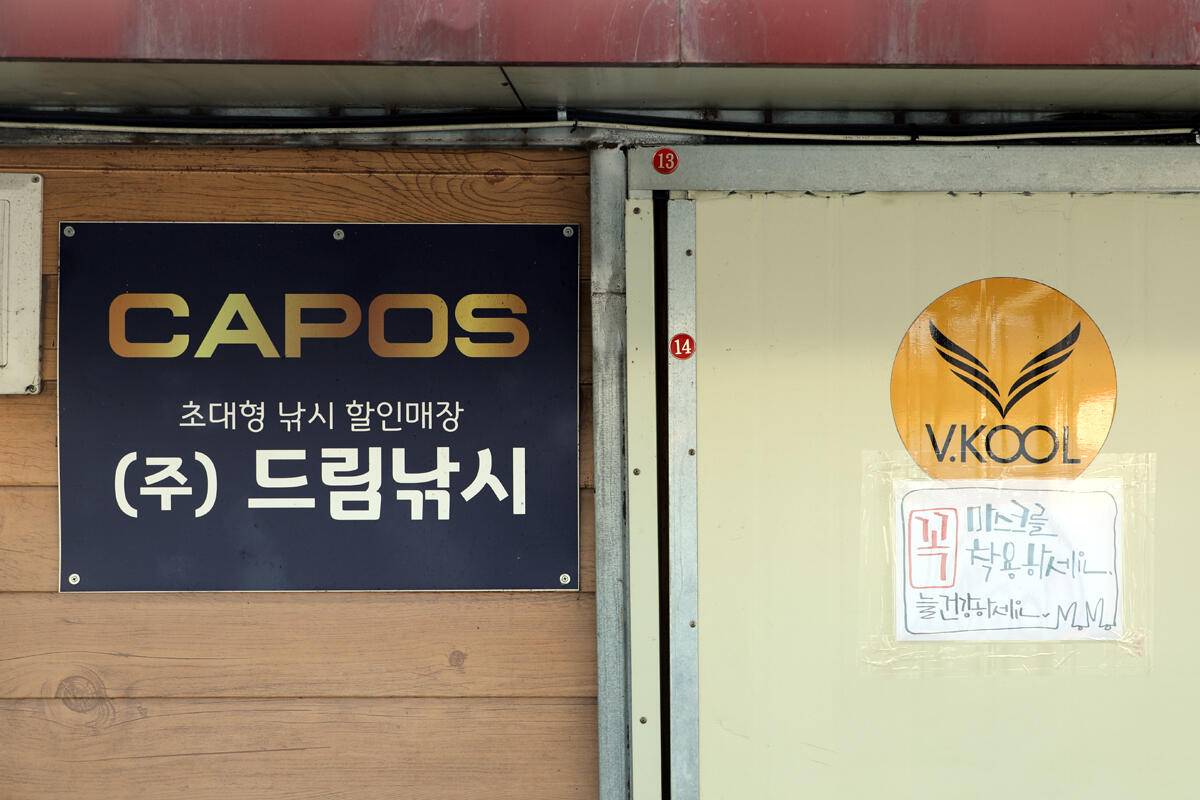 CAPOS
초대형 낚시 할인매장
(주) 드림낚시
13
14
V.KOOL
꼭 마스크를
착용하세요.
늘 건강하세요. M.M.